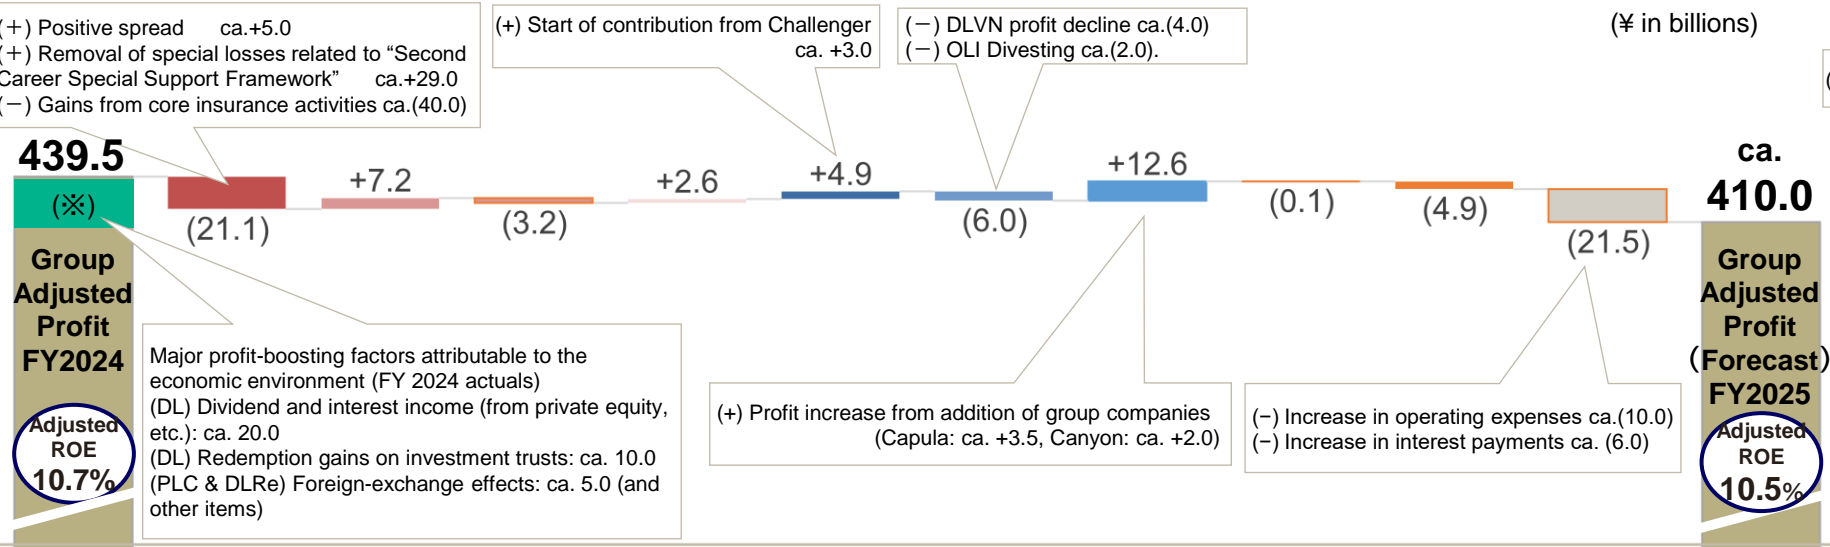 (+) Positive spread ca.+5.0
(+) Removal of special losses related to “Second
Career Special Support Framework” ca.+29.0
(−) Gains from core insurance activities ca.(40.0)
(+) Start of contribution from Challenger
ca. +3.0
(−) DLVN profit decline ca.(4.0)
(−) OLI Divesting ca.(2.0).
(¥ in billions)
439.5
(※)
(21.1)
+7.2
(3.2)
+2.6
+4.9
(6.0)
+12.6
(0.1)
(4.9)
(21.5)
ca.
410.0
Group
Adjusted
Profit
FY2024
Adjusted
ROE
10.7%
Major profit-boosting factors attributable to the
economic environment (FY 2024 actuals)
(DL) Dividend and interest income (from private equity,
etc.): ca. 20.0
(DL) Redemption gains on investment trusts: ca. 10.0
(PLC & DLRe) Foreign-exchange effects: ca. 5.0 (and
other items)
(+) Profit increase from addition of group companies
(Capula: ca. +3.5, Canyon: ca. +2.0)
(−) Increase in operating expenses ca.(10.0)
(−) Increase in interest payments ca. (6.0)
Group
Adjusted
Profit
(Forecast)
FY2025
Adjusted
ROE
10.5%